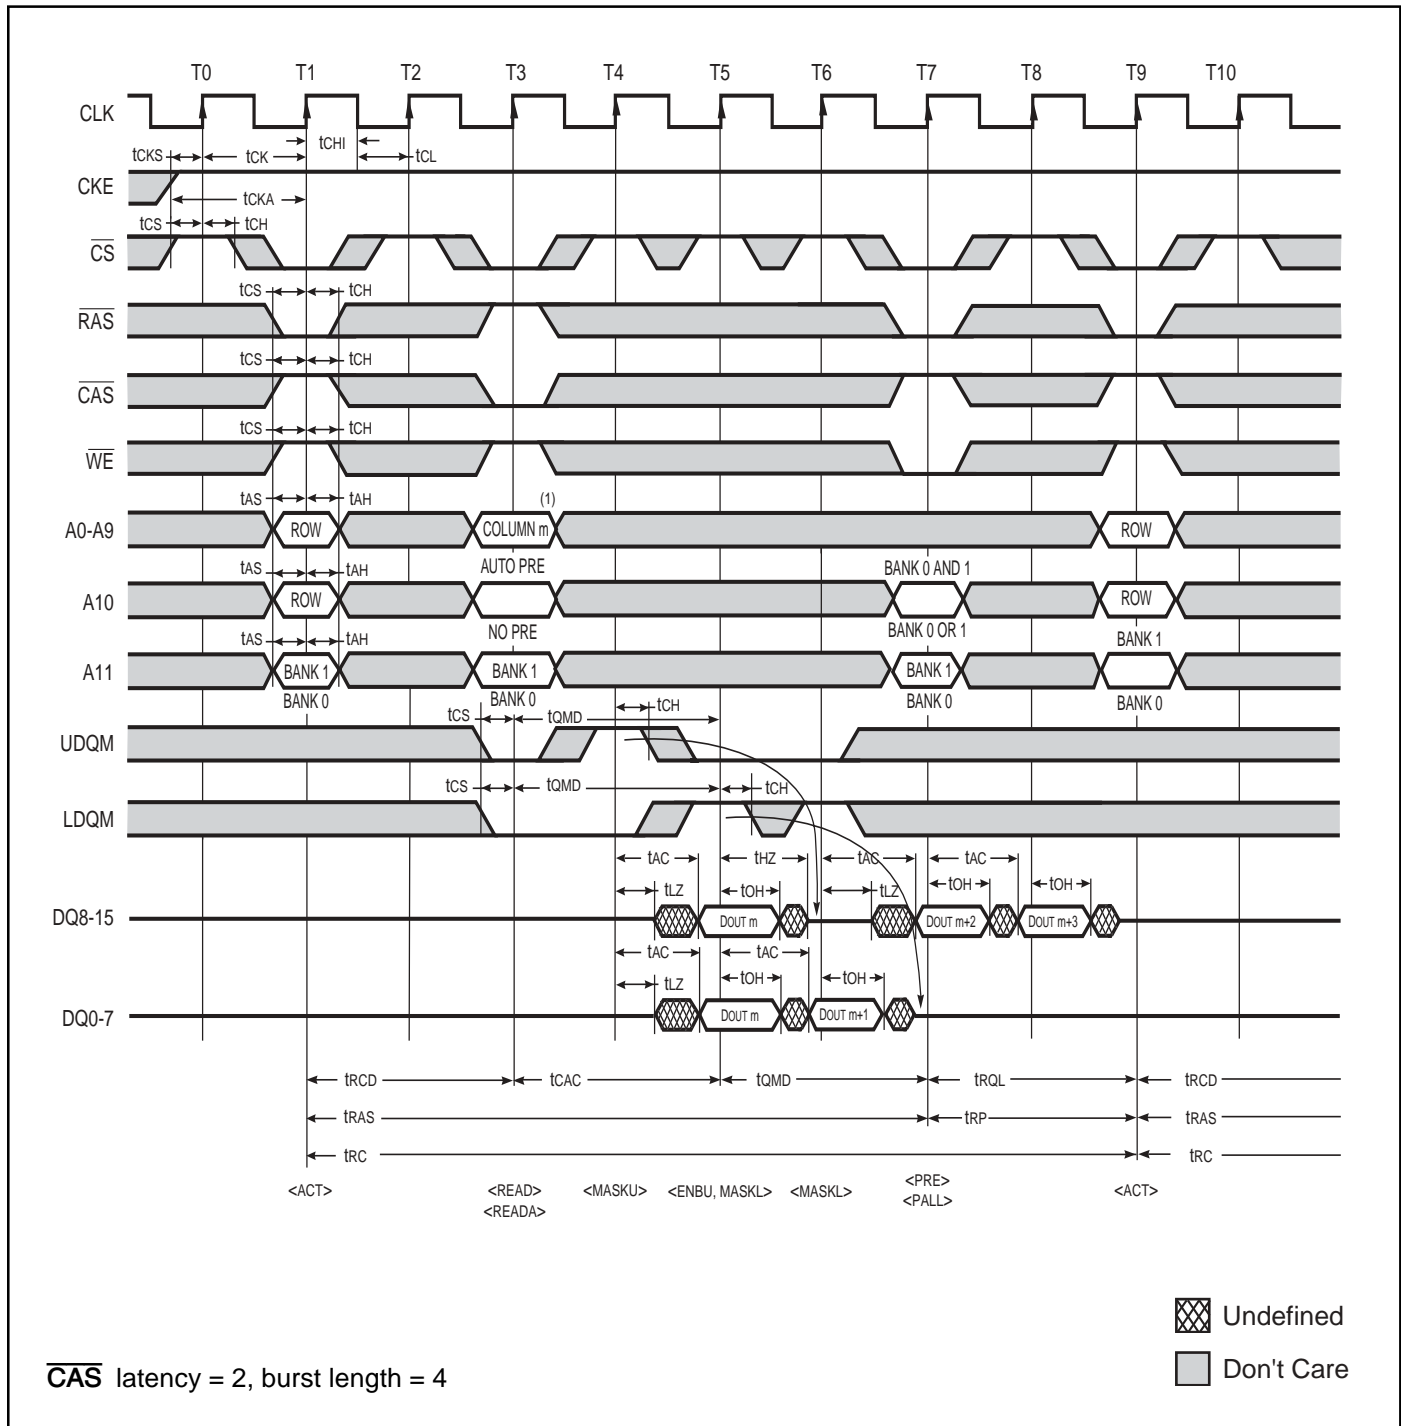 T0 T1 T2 T3 T4 T5 T6 T7 T8 T9 T10
CLK
tCHI
tCKS tCK tCL
CKE
tCKA
tCS tCH
CS
tCS tCH
RAS
tCS tCH
CAS
tCS tCH
WE
tAS tAH (1)
A0-A9 ROW COLUMN m ROW
tAS tAH AUTO PRE BANK 0 AND 1
A10 ROW ROW
NO PRE BANK 0 OR 1
tAS tAH BANK 1
A11 BANK 1 BANK 1 BANK 1
BANK 0 BANK 0 BANK 0 BANK 0
tCS tQMD tCH
UDQM
tCS tQMD tCH
LDQM
tAC tHZ tAC tAC
tLZ tOH tLZ tOH tOH
DQ8-15 DOUT m DOUT m+2 DOUT m+3
tAC tAC
tLZ tOH tOH
DQ0-7 DOUT m DOUT m+1
tRCD tCAC tQMD tRQL tRCD
tRAS tRP tRAS
tRC tRC
<ACT> <READ> <MASKU> <ENBU, MASKL> <MASKL> <PRE> <ACT>
<READA> <PALL>
Undefined
Don't Care
CAS latency = 2, burst length = 4